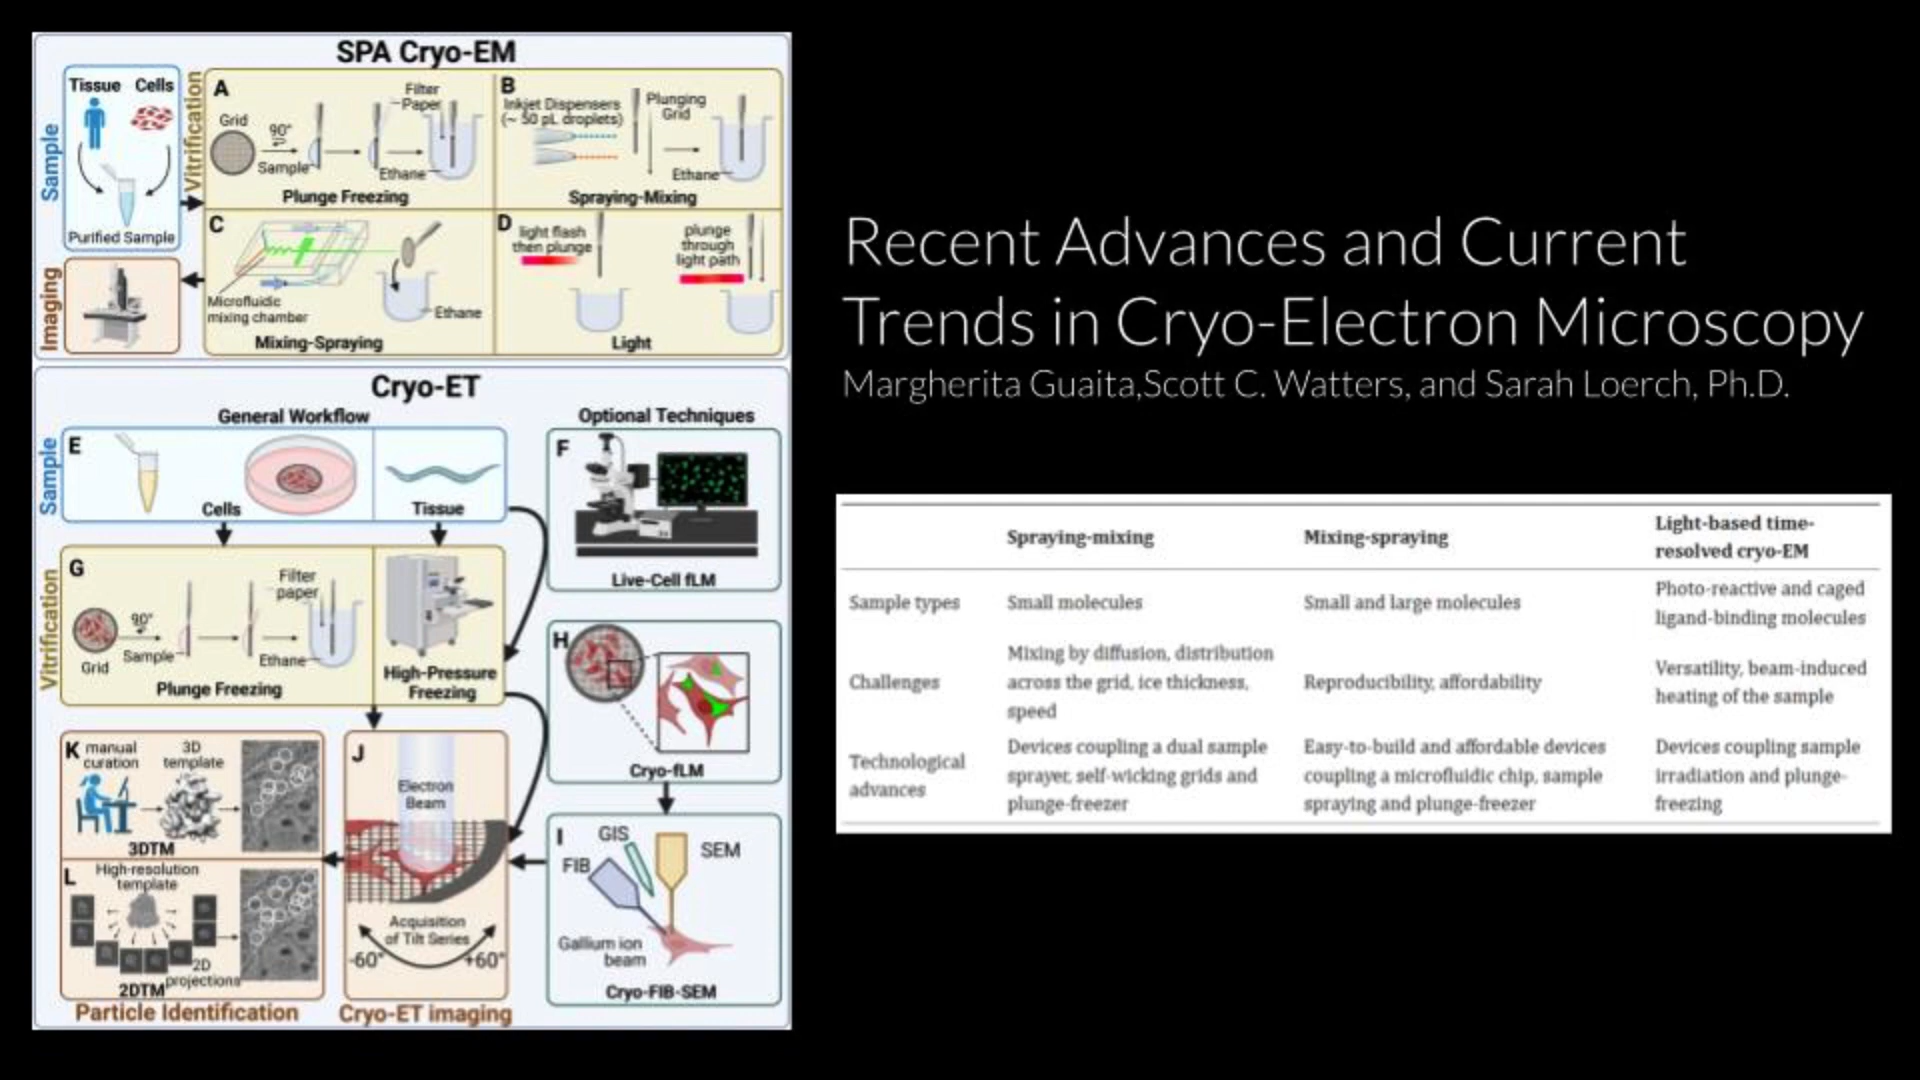 SPA Cryo-EM
Sample
Tissue Cells
Purified Sample
Vitrification
A
Grid
90°
Sample
Filter
Paper
Ethane
Plunge Freezing
B
Inkjet Dispensers
(~ 50 pL droplets)
Plunging
Grid
Ethane
Spraying-Mixing
C
Microfluidic
mixing chamber
Ethane
Mixing-Spraying
D
light flash
then plunge
plunge
through
light path
Light
Imaging
Cryo-ET
General Workflow
Optional Techniques
Sample
E
Cells
Tissue
F
Live-Cell fLM
Vitrification
G
Grid
90°
Sample
Filter
paper
Ethane
Plunge Freezing
High-Pressure
Freezing
H
Cryo-fLM
K
manual
curation
3D
template
3DTM
L
High-resolution
template
2D
projections
2DTM
Particle Identification
J
Electron
Beam
Acquisition
of Tilt Series
-60° +60°
Cryo-ET imaging
I
GIS
FIB
SEM
Gallium ion
beam
Cryo-FIB-SEM
Recent Advances and Current
Trends in Cryo-Electron Microscopy
Margherita Guaita,Scott C. Watters, and Sarah Loerch, Ph.D.
Spraying-mixing
Mixing-spraying
Light-based time-
resolved cryo-EM
Sample types
Small molecules
Small and large molecules
Photo-reactive and caged
ligand-binding molecules
Challenges
Mixing by diffusion, distribution
across the grid, ice thickness,
speed
Reproducibility, affordability
Versatility, beam-induced
heating of the sample
Technological
advances
Devices coupling a dual sample
sprayer, self-wicking grids and
plunge-freezer
Easy-to-build and affordable devices
coupling a microfluidic chip, sample
spraying and plunge-freezer
Devices coupling sample
irradiation and plunge-
freezing